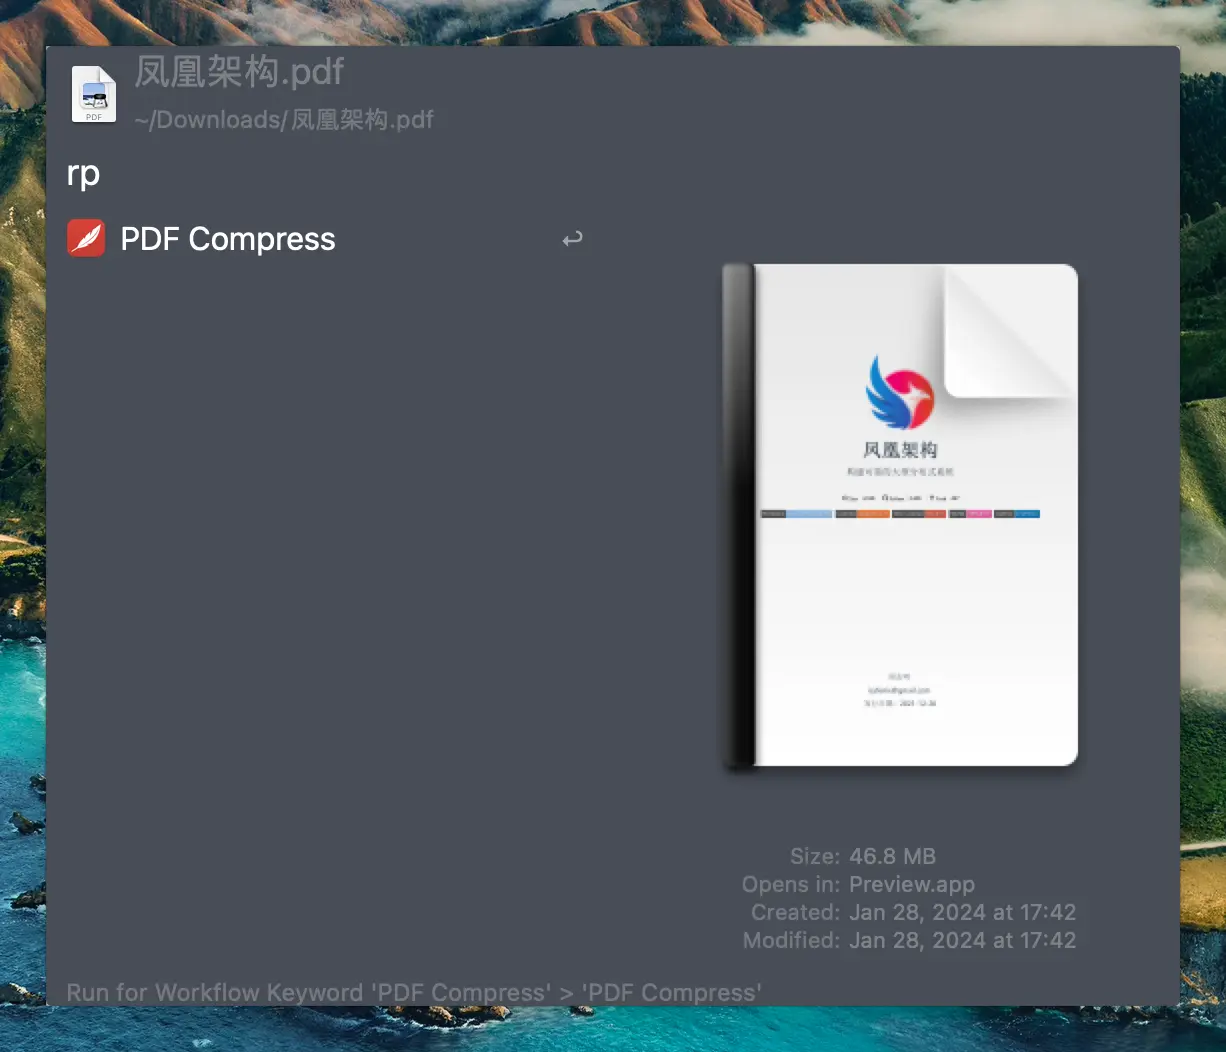 凤凰架构.pdf
PDF
~/Downloads/凤凰架构.pdf
rp
PDF Compress
凤凰架构
Size: 46.8 MB
Opens in: Preview.app
Created: Jan 28, 2024 at 17:42
Modified: Jan 28, 2024 at 17:42
Run for Workflow Keyword 'PDF Compress' > 'PDF Compress'